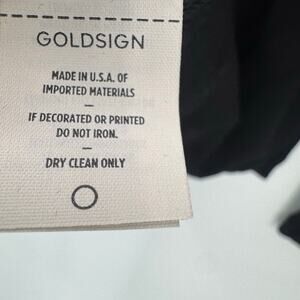 GOLDSIGN
MADE IN U.S.A. OF
IMPORTED MATERIALS
—
IF DECORATED OR PRINTED
DO NOT IRON.
—
DRY CLEAN ONLY